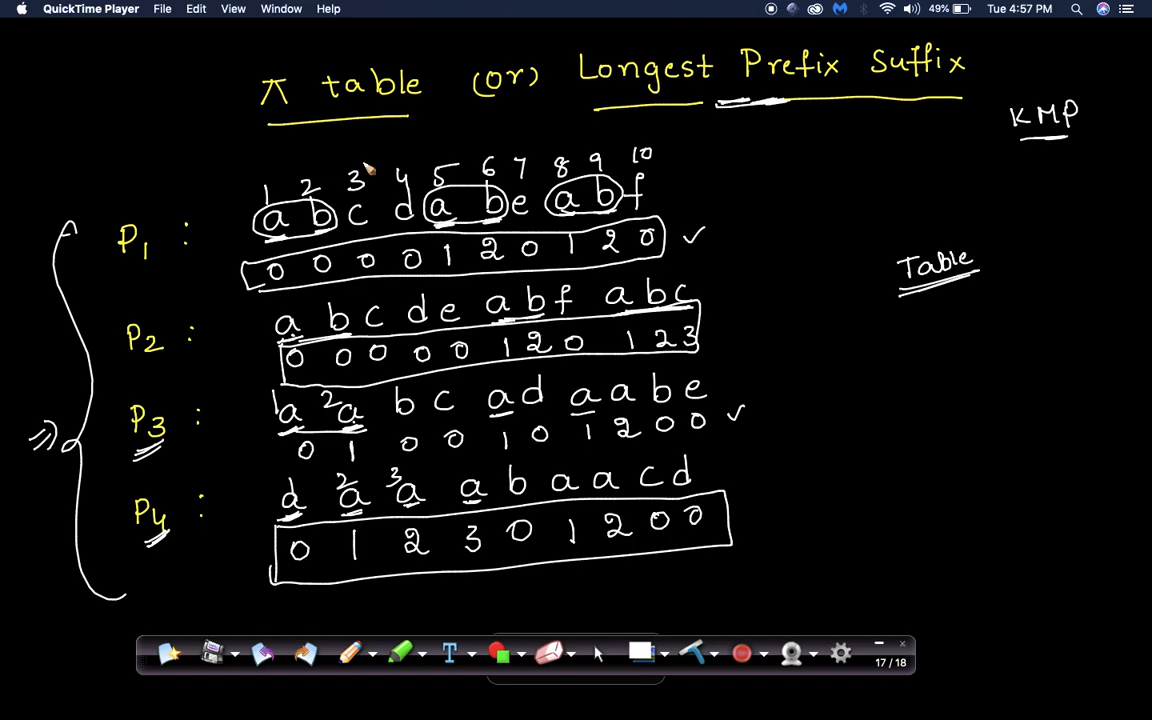 QuickTime Player File Edit View Window Help 49% Tue 4:57 PM
π table (or) Longest Prefix Suffix
KMP
1 2 3 4 5 6 7 8 9 10
P1 : a b c d a b e a b f
0 0 0 0 1 2 0 1 2 0 ✓
Table
P2 : a b c d e a b f a b c
0 0 0 0 0 1 2 0 1 2 3
1 2
P3 : a a b c a d a a b e
0 1 0 0 1 0 1 2 0 0 ✓
2 3
P4 : d a a a b a a c d
0 1 2 3 0 1 2 0 0
T
17 / 18